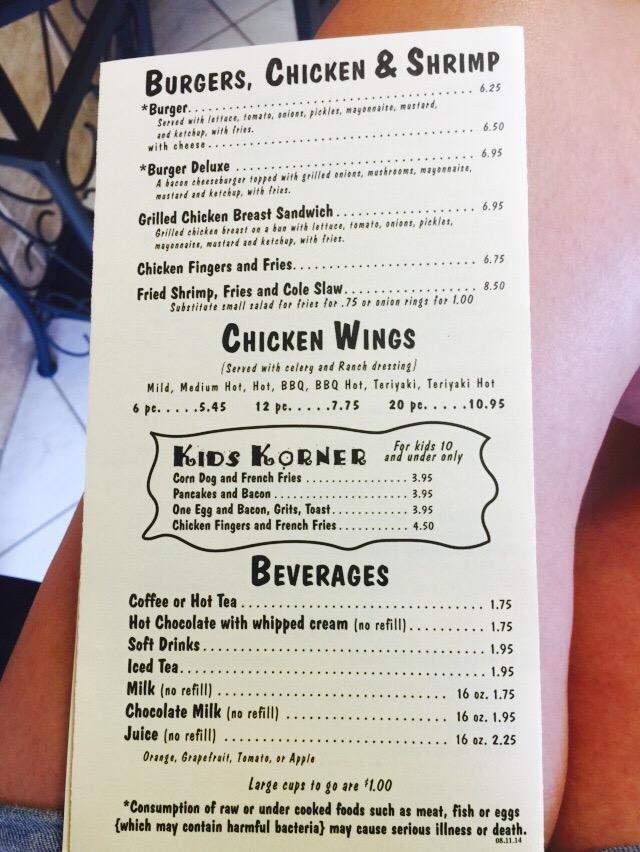 BURGERS, CHICKEN & SHRIMP
*Burger........................................ 6.25
Served with lettuce, tomato, onions, pickles, mayonnaise, mustard,
and ketchup, with fries.
with cheese........................................ 6.50
*Burger Deluxe ........................................ 6.95
A bacon cheeseburger topped with grilled onions, mushrooms, mayonnaise,
mustard and ketchup, with fries.
Grilled Chicken Breast Sandwich.................... 6.95
Grilled chicken breast on a bun with lettuce, tomato, onions, pickles,
mayonnaise, mustard and ketchup, with fries.
Chicken Fingers and Fries.......................... 6.75
Fried Shrimp, Fries and Cole Slaw.................. 8.50
Substitute small salad for fries for .75 or onion rings for 1.00
CHICKEN WINGS
(Served with celery and Ranch dressing)
Mild, Medium Hot, Hot, BBQ, BBQ Hot, Teriyaki, Teriyaki Hot
6 pc.....5.45 12 pc.....7.75 20 pc.....10.95
KIDS KORNER For kids 10
and under only
Corn Dog and French Fries ............... 3.95
Pancakes and Bacon ................... 3.95
One Egg and Bacon, Grits, Toast........... 3.95
Chicken Fingers and French Fries.......... 4.50
BEVERAGES
Coffee or Hot Tea .................................. 1.75
Hot Chocolate with whipped cream (no refill)........... 1.75
Soft Drinks........................................ 1.95
Iced Tea........................................ 1.95
Milk (no refill) .............................. 16 oz. 1.75
Chocolate Milk (no refill) ..................... 16 oz. 1.95
Juice (no refill) .............................. 16 oz. 2.25
Orange, Grapefruit, Tomato, or Apple
Large cups to go are $1.00
*Consumption of raw or under cooked foods such as meat, fish or eggs
{which may contain harmful bacteria} may cause serious illness or death.
08.11.14